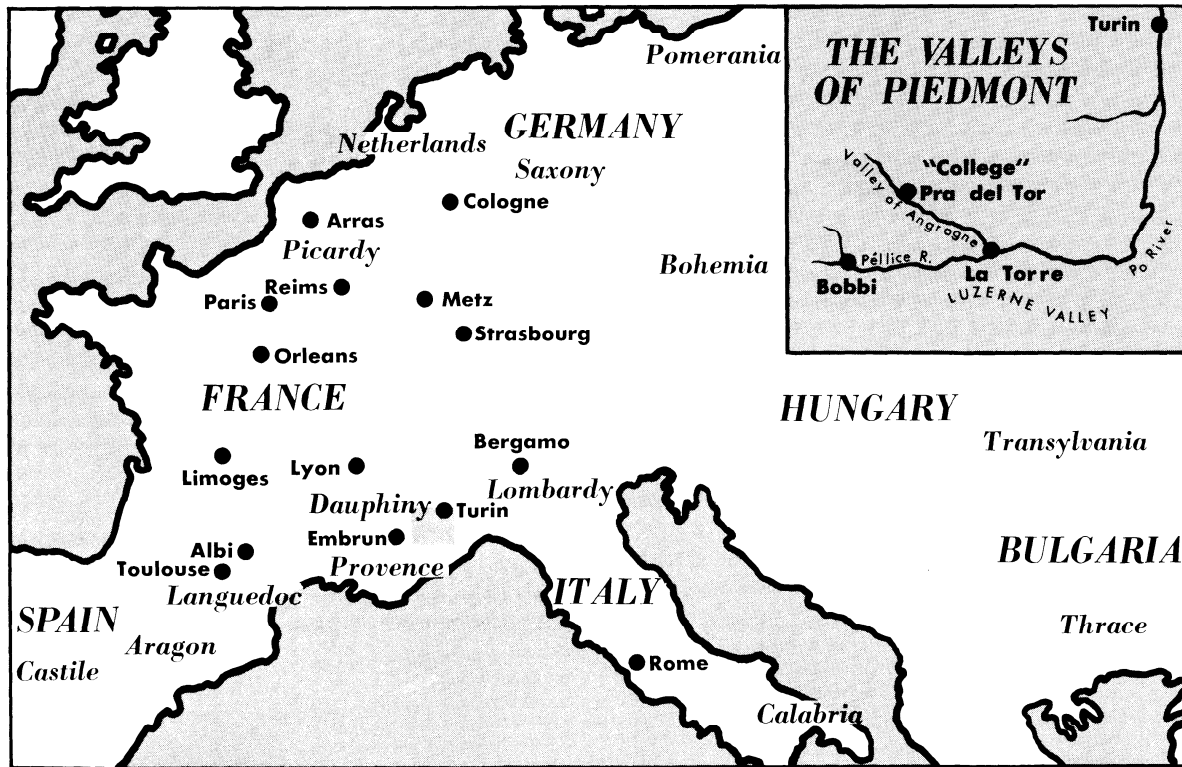 Pomerania
GERMANY
Netherlands
Saxony
Cologne
Arras
Picardy
Bohemia
Reims
Paris
Metz
Strasbourg
Orleans
FRANCE
HUNGARY
Transylvania
Bergamo
Limoges
Lyon
Lombardy
Dauphiny
Turin
Embrun
Albi
Provence
Toulouse
Languedoc
BULGARIA
ITALY
SPAIN
Aragon
Castile
Thrace
Rome
Calabria
THE VALLEYS
OF PIEDMONT
Turin
"College"
Pra del Tor
Valley of Angrogne
Péllice R.
Bobbi
La Torre
LUZERNE VALLEY
Po River